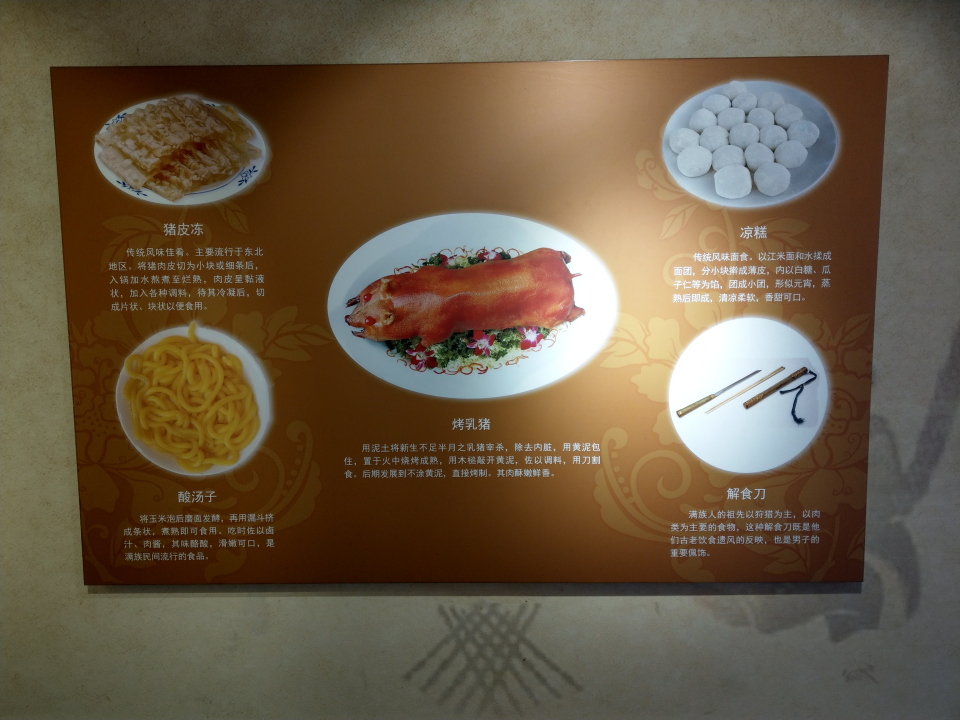 猪皮冻
传统风味佳肴。主要流行于东北
地区。将猪肉皮切为小块或细条后，
入锅加水熬煮至烂熟，肉皮呈黏液
状，加入各种调料，待其冷凝后，切
成片状、块状以便食用。
凉糕
传统风味面食。以江米面和水揉成
面团，分小块擀成薄皮，内以白糖、瓜
子仁等为馅，团成小团，形似元宵，蒸
熟后即成，清凉柔软，香甜可口。
烤乳猪
用泥土将新生不足半月之乳猪宰杀，除去内脏，用黄泥包
住，置于火中烧烤成熟，用木槌敲开黄泥，佐以调料，用刀割
食。后期发展到不涂黄泥，直接烤制。其肉酥嫩鲜香。
酸汤子
将玉米泡后磨面发酵，再用漏斗挤
成条状，煮熟即可食用。吃时佐以卤
汁、肉酱，其味略酸，滑嫩可口，是
满族民间流行的食品。
解食刀
满族人的祖先以狩猎为主，以肉
类为主要的食物，这种解食刀既是他
们古老饮食遗风的反映，也是男子的
重要佩饰。